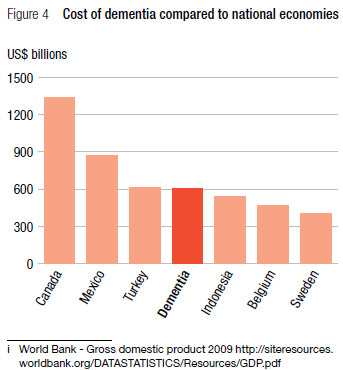 Figure 4 Cost of dementia compared to national economies
US$ billions
1500
1200
900
600
300
0
Canada
Mexico
Turkey
Dementia
Indonesia
Belgium
Sweden
i World Bank - Gross domestic product 2009 http://siteresources.
worldbank.org/DATASTATISTICS/Resources/GDP.pdf